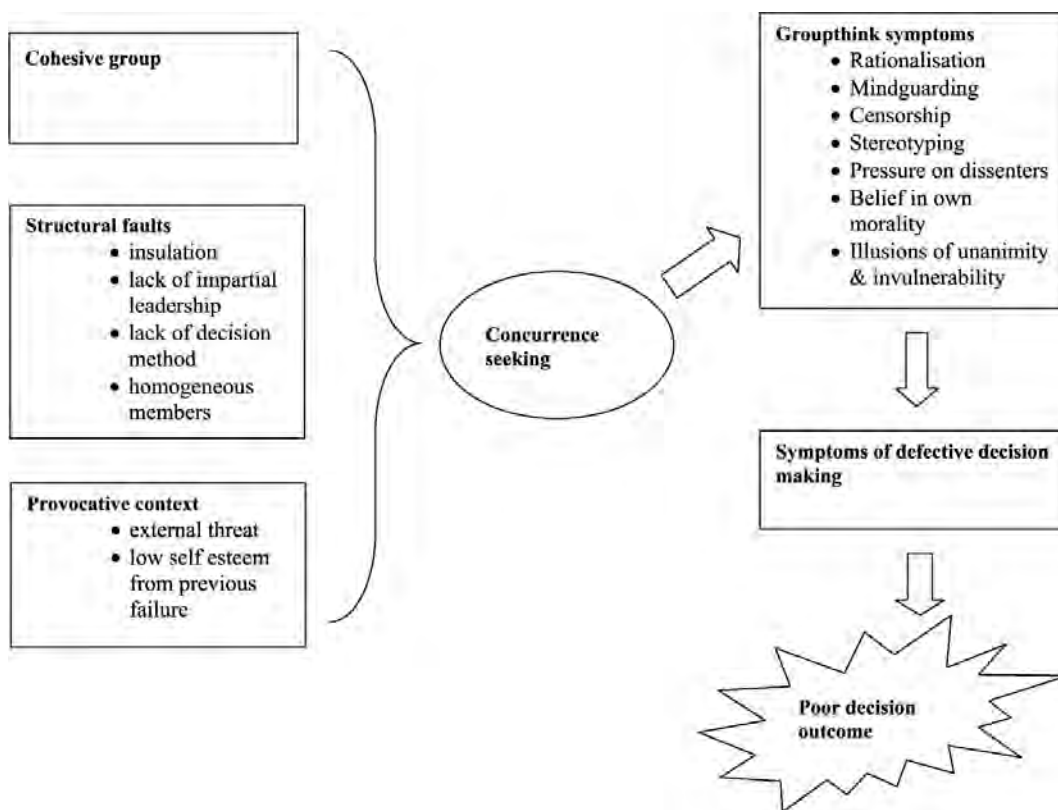 Cohesive group
Structural faults
• insulation
• lack of impartial
leadership
• lack of decision
method
• homogeneous
members
Provocative context
• external threat
• low self esteem
from previous
failure
Concurrence
seeking
Groupthink symptoms
• Rationalisation
• Mindguarding
• Censorship
• Stereotyping
• Pressure on dissenters
• Belief in own
morality
• Illusions of unanimity
& invulnerability
Symptoms of defective decision
making
Poor decision
outcome